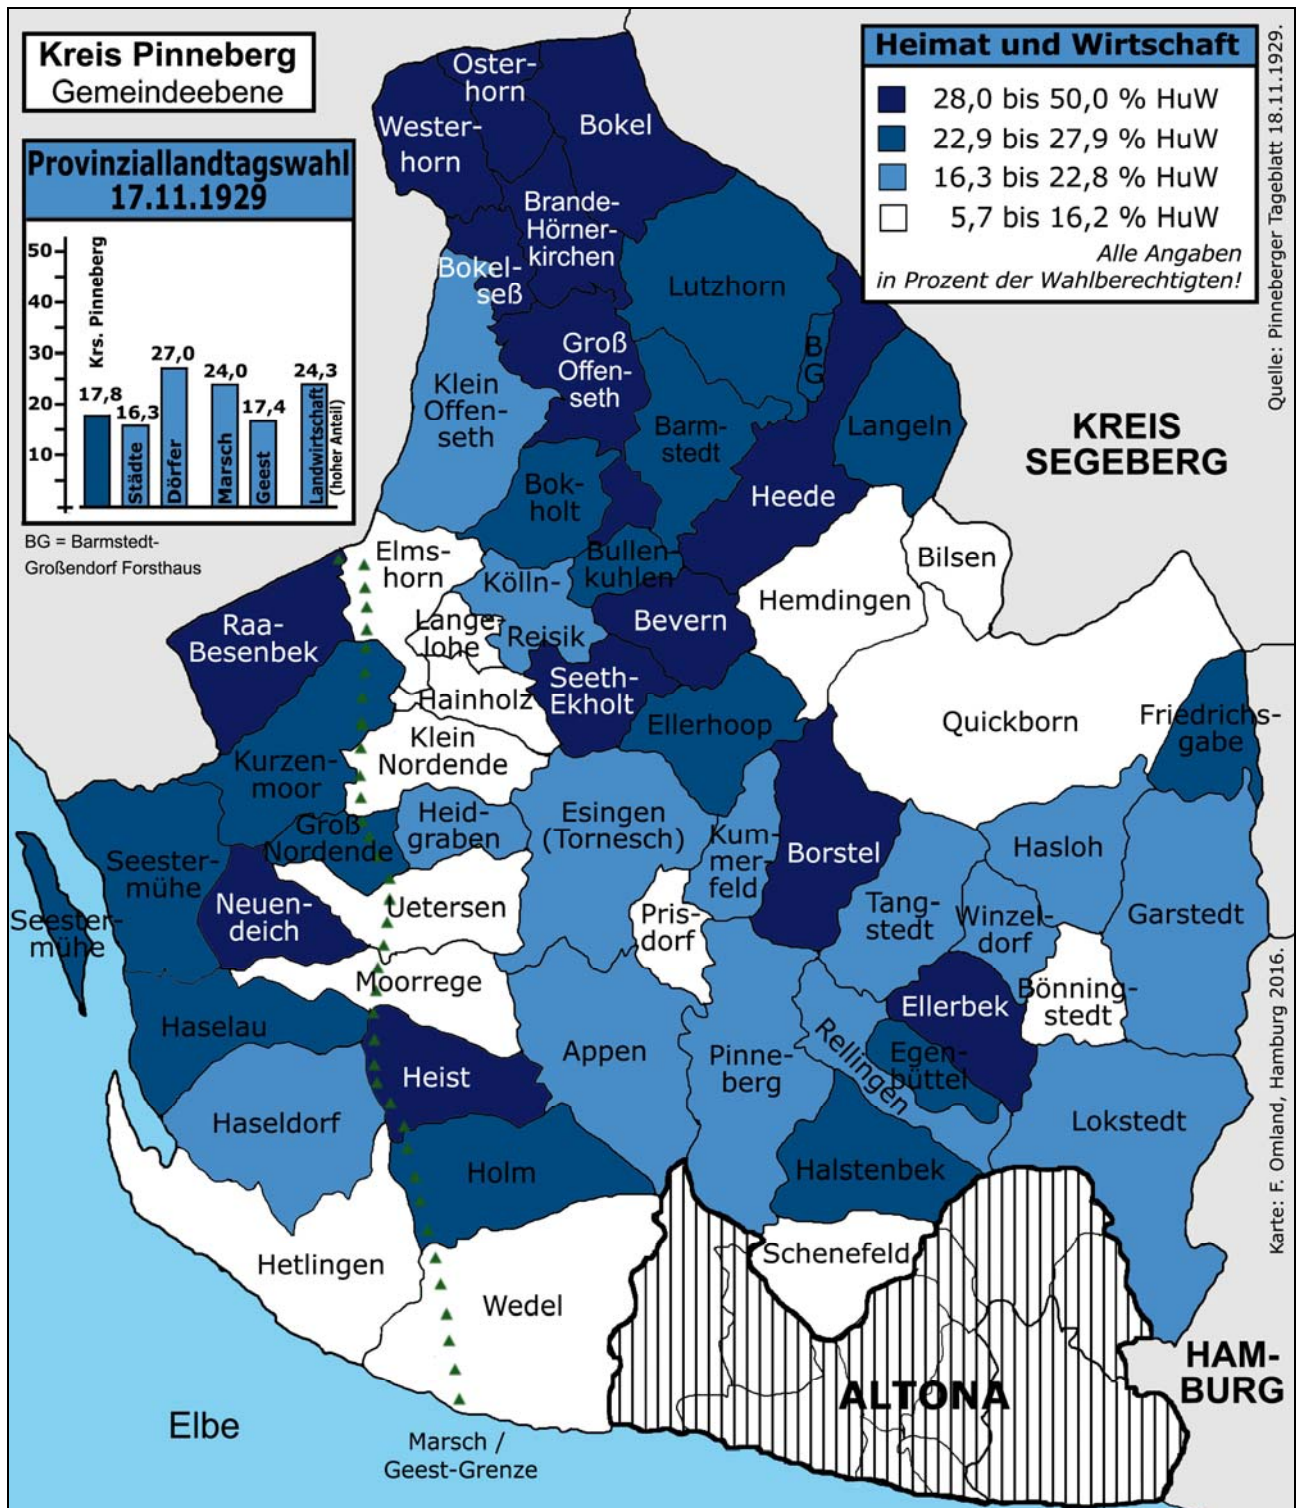 Kreis Pinneberg
Gemeindeebene
Provinziallandtagswahl
17.11.1929
50
40
30
20
10
Krs. Pinneberg
17,8
16,3
27,0
24,0
17,4
24,3
Städte
Dörfer
Marsch
Geest
Landwirtschaft
(hoher Anteil)
BG = Barmstedt-
Großendorf Forsthaus
Heimat und Wirtschaft
28,0 bis 50,0 % HuW
22,9 bis 27,9 % HuW
16,3 bis 22,8 % HuW
5,7 bis 16,2 % HuW
Alle Angaben
in Prozent der Wahlberechtigten!
Quelle: Pinneberger Tageblatt 18.11.1929.
Oster-
horn
Wester-
horn
Bokel
Brande-
Hörner-
kirchen
Bokel-
seß
Lutzhorn
B
G
Groß
Offen-
seth
Klein
Offen-
seth
Barm-
stedt
Langeln
KREIS
SEGEBERG
Heede
Bok-
holt
Bullen-
kuhlen
Bilsen
Elms-
horn
Kölln-
Reisik
Hemdingen
Bevern
Lange-
lohe
Raa-
Besenbek
Seeth-
Ekholt
Hainholz
Ellerhoop
Quickborn
Friedrichs-
gabe
Klein
Nordende
Kurzen-
moor
Heid-
graben
Esingen
(Tornesch)
Groß
Nordende
Kum-
mer-
feld
Borstel
Hasloh
Seester-
mühe
Seester-
mühe
Neuen-
deich
Uetersen
Pris-
dorf
Tang-
stedt
Winzel-
dorf
Garstedt
Moorrege
Ellerbek
Bönning-
stedt
Haselau
Heist
Appen
Pinne-
berg
Rellingen
Egen-
büttel
Haseldorf
Lokstedt
Holm
Halstenbek
Hetlingen
Schenefeld
Wedel
ALTONA
HAM-
BURG
Elbe
Marsch /
Geest-Grenze
Karte: F. Omland, Hamburg 2016.